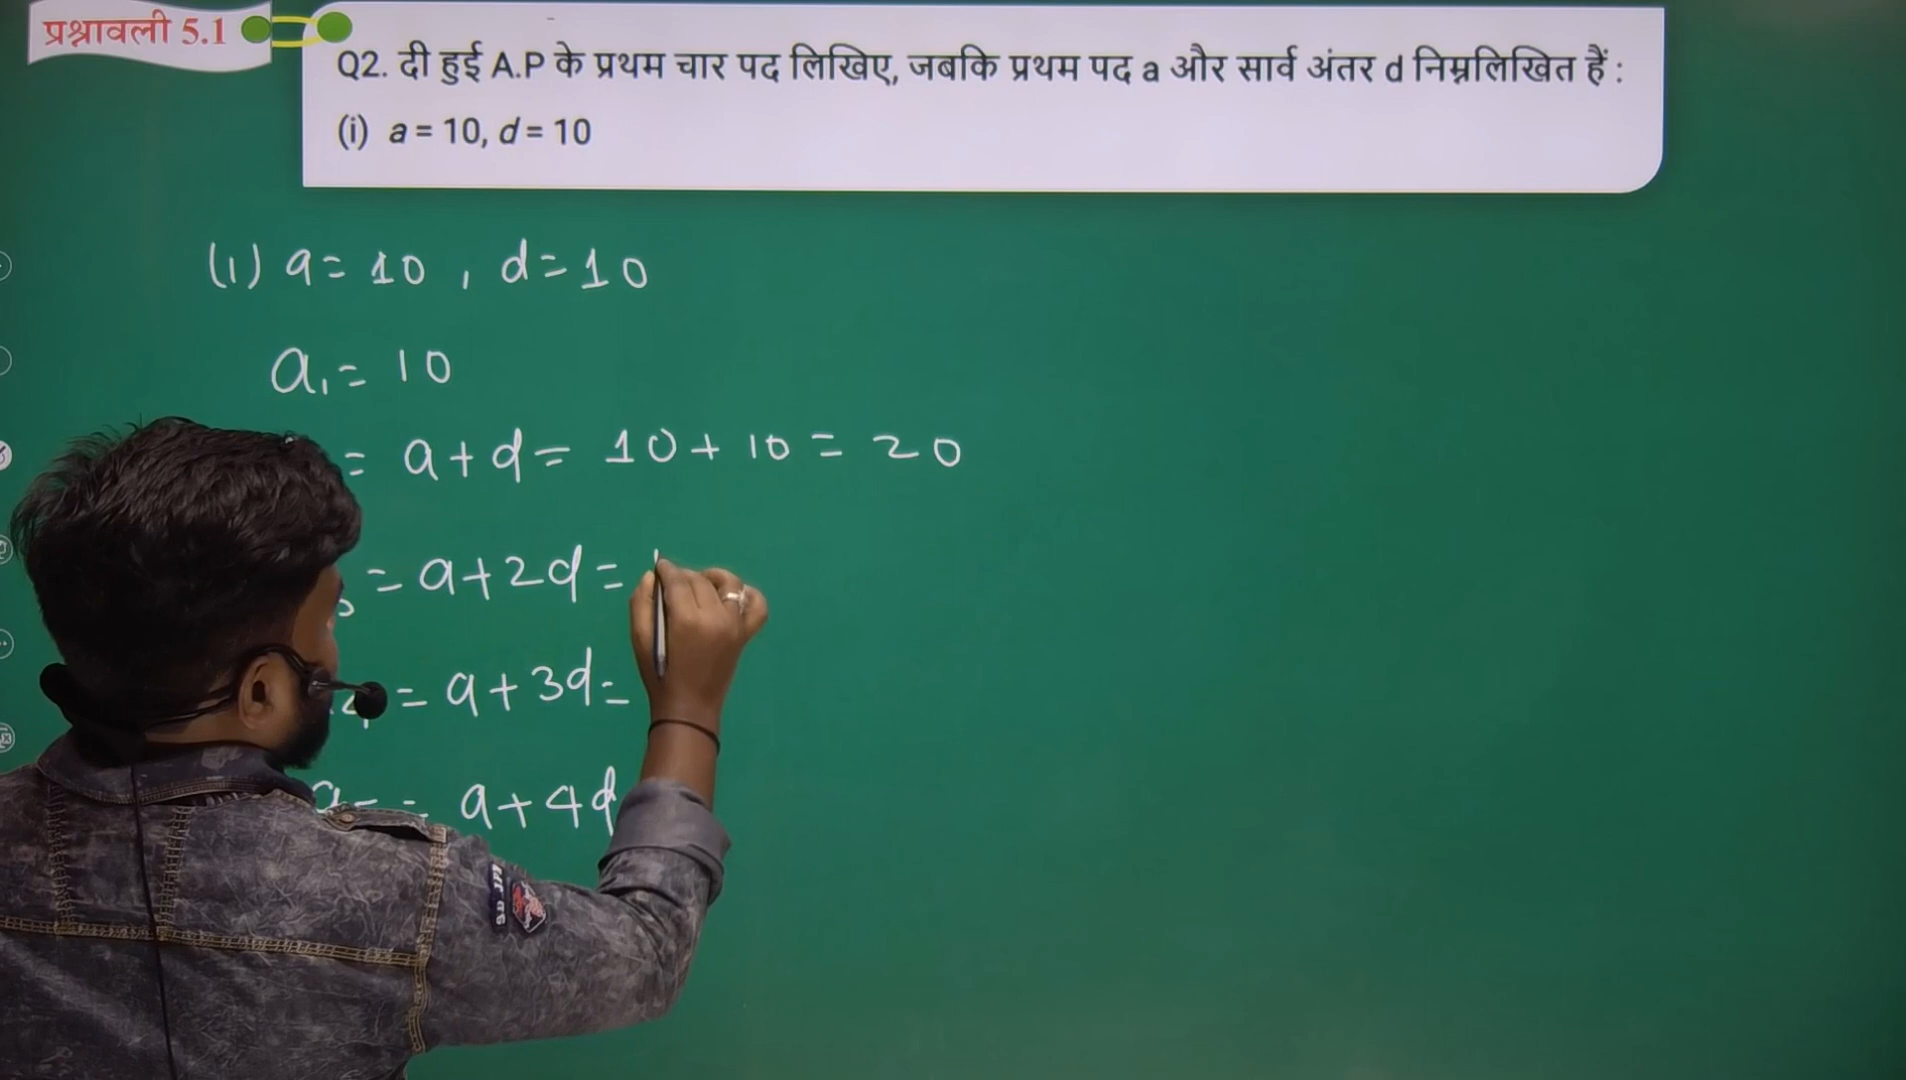 प्रश्नावली 5.1
Q2. दी हुई A.P के प्रथम चार पद लिखिए, जबकि प्रथम पद a और सार्व अंतर d निम्नलिखित हैं :
(i) a = 10, d = 10
(1) a = 10 , d = 10
a₁ = 10
= a + d = 10 + 10 = 20
= a + 2d =
= a + 3d =
= a + 4d